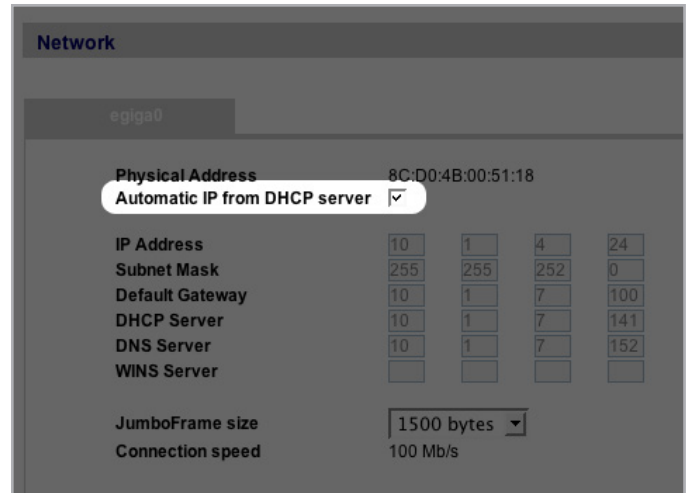 Network
egiga0
Physical Address 8C:D0:4B:00:51:18
Automatic IP from DHCP server
IP Address 10 1 4 24
Subnet Mask 255 255 252 0
Default Gateway 10 1 7 100
DHCP Server 10 1 7 141
DNS Server 10 1 7 152
WINS Server
JumboFrame size 1500 bytes
Connection speed 100 Mb/s